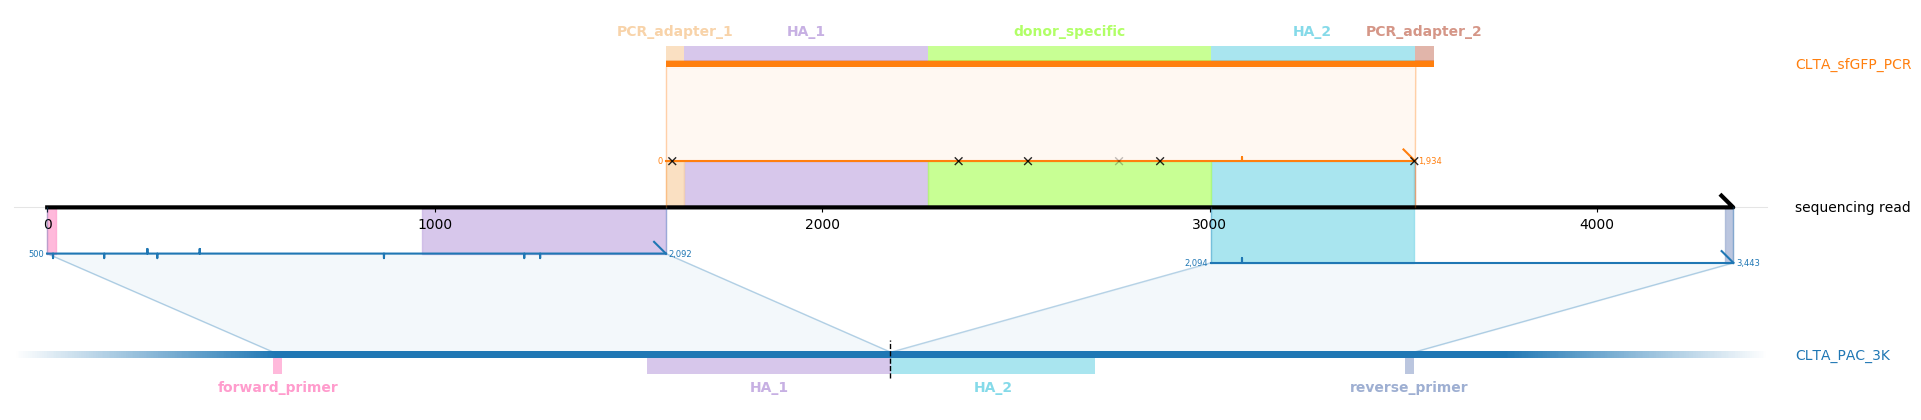 PCR_adapter_1 HA_1 donor_specific HA_2 PCR_adapter_2
CLTA_sfGFP_PCR
0 1,934
0 1000 2000 3000 4000 sequencing read
500 2,092
2,094 3,443
CLTA_PAC_3K
forward_primer HA_1 HA_2 reverse_primer